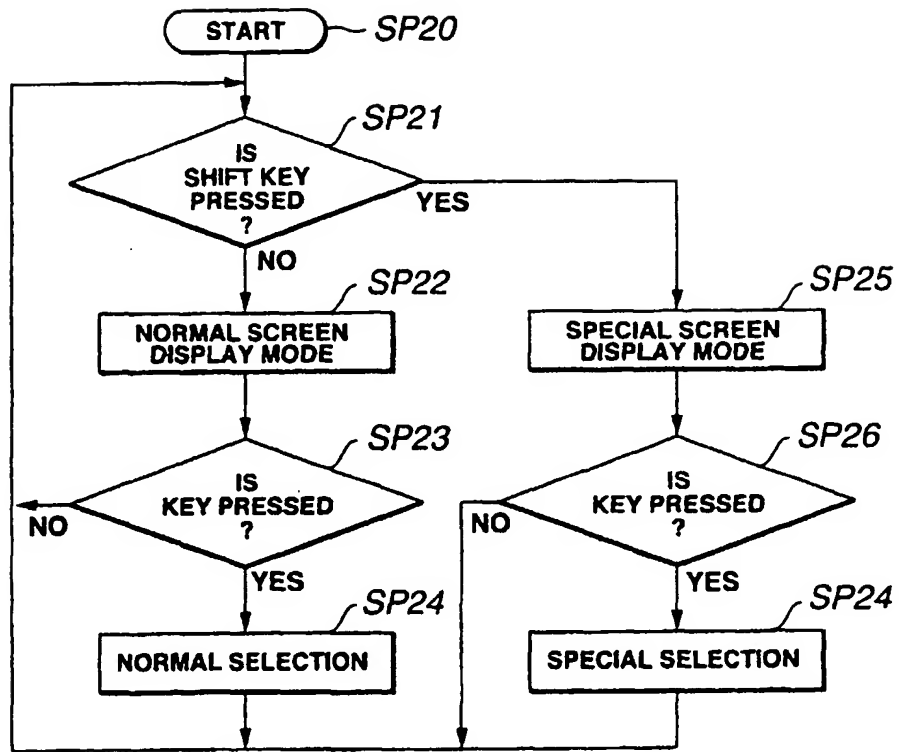 START
SP20
SP21
IS
SHIFT KEY
PRESSED
?
YES
NO
SP22
NORMAL SCREEN
DISPLAY MODE
SP25
SPECIAL SCREEN
DISPLAY MODE
SP23
IS
KEY PRESSED
?
NO
YES
SP26
IS
KEY PRESSED
?
NO
YES
SP24
NORMAL SELECTION
SP24
SPECIAL SELECTION